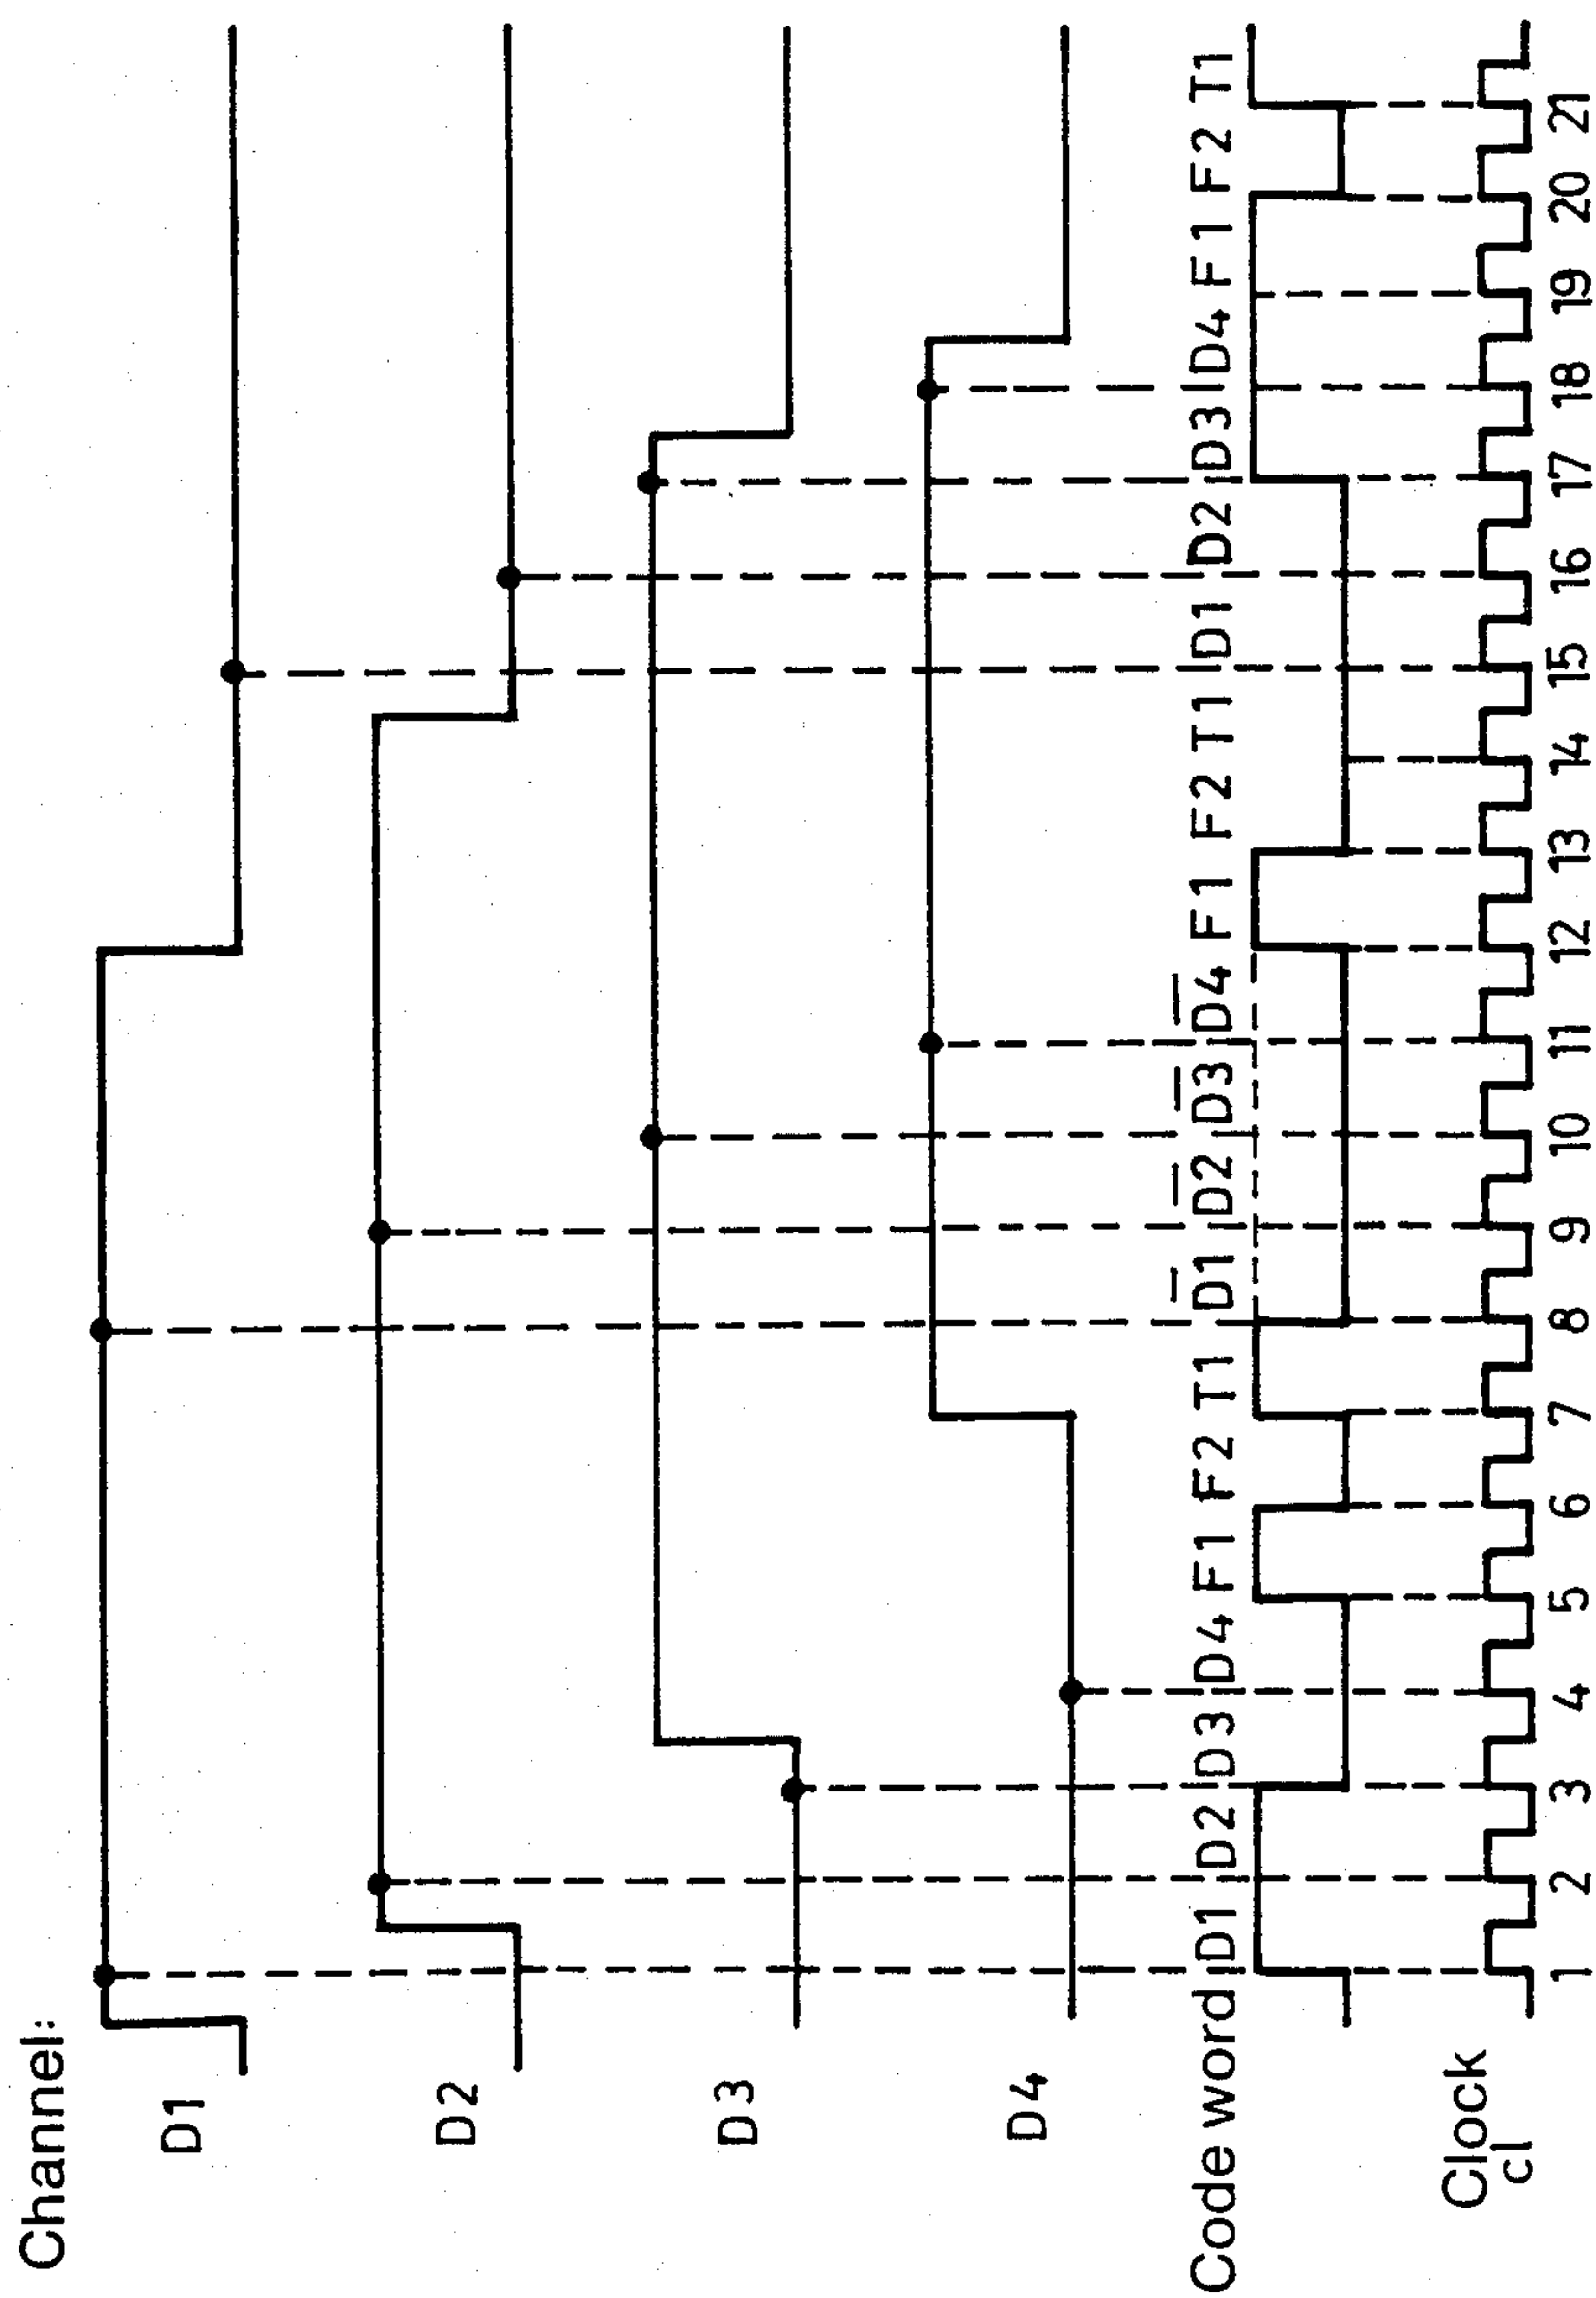 Channel:
D1
D2
D3
D4
Code word D1 D2 D3 D4 F1 F2 T1 D̅1̅ D̅2̅ D̅3̅ D̅4̅ F1 F2 T1 D1 D2 D3 D4 F1 F2 T1
Clock
cl
1 2 3 4 5 6 7 8 9 10 11 12 13 14 15 16 17 18 19 20 21